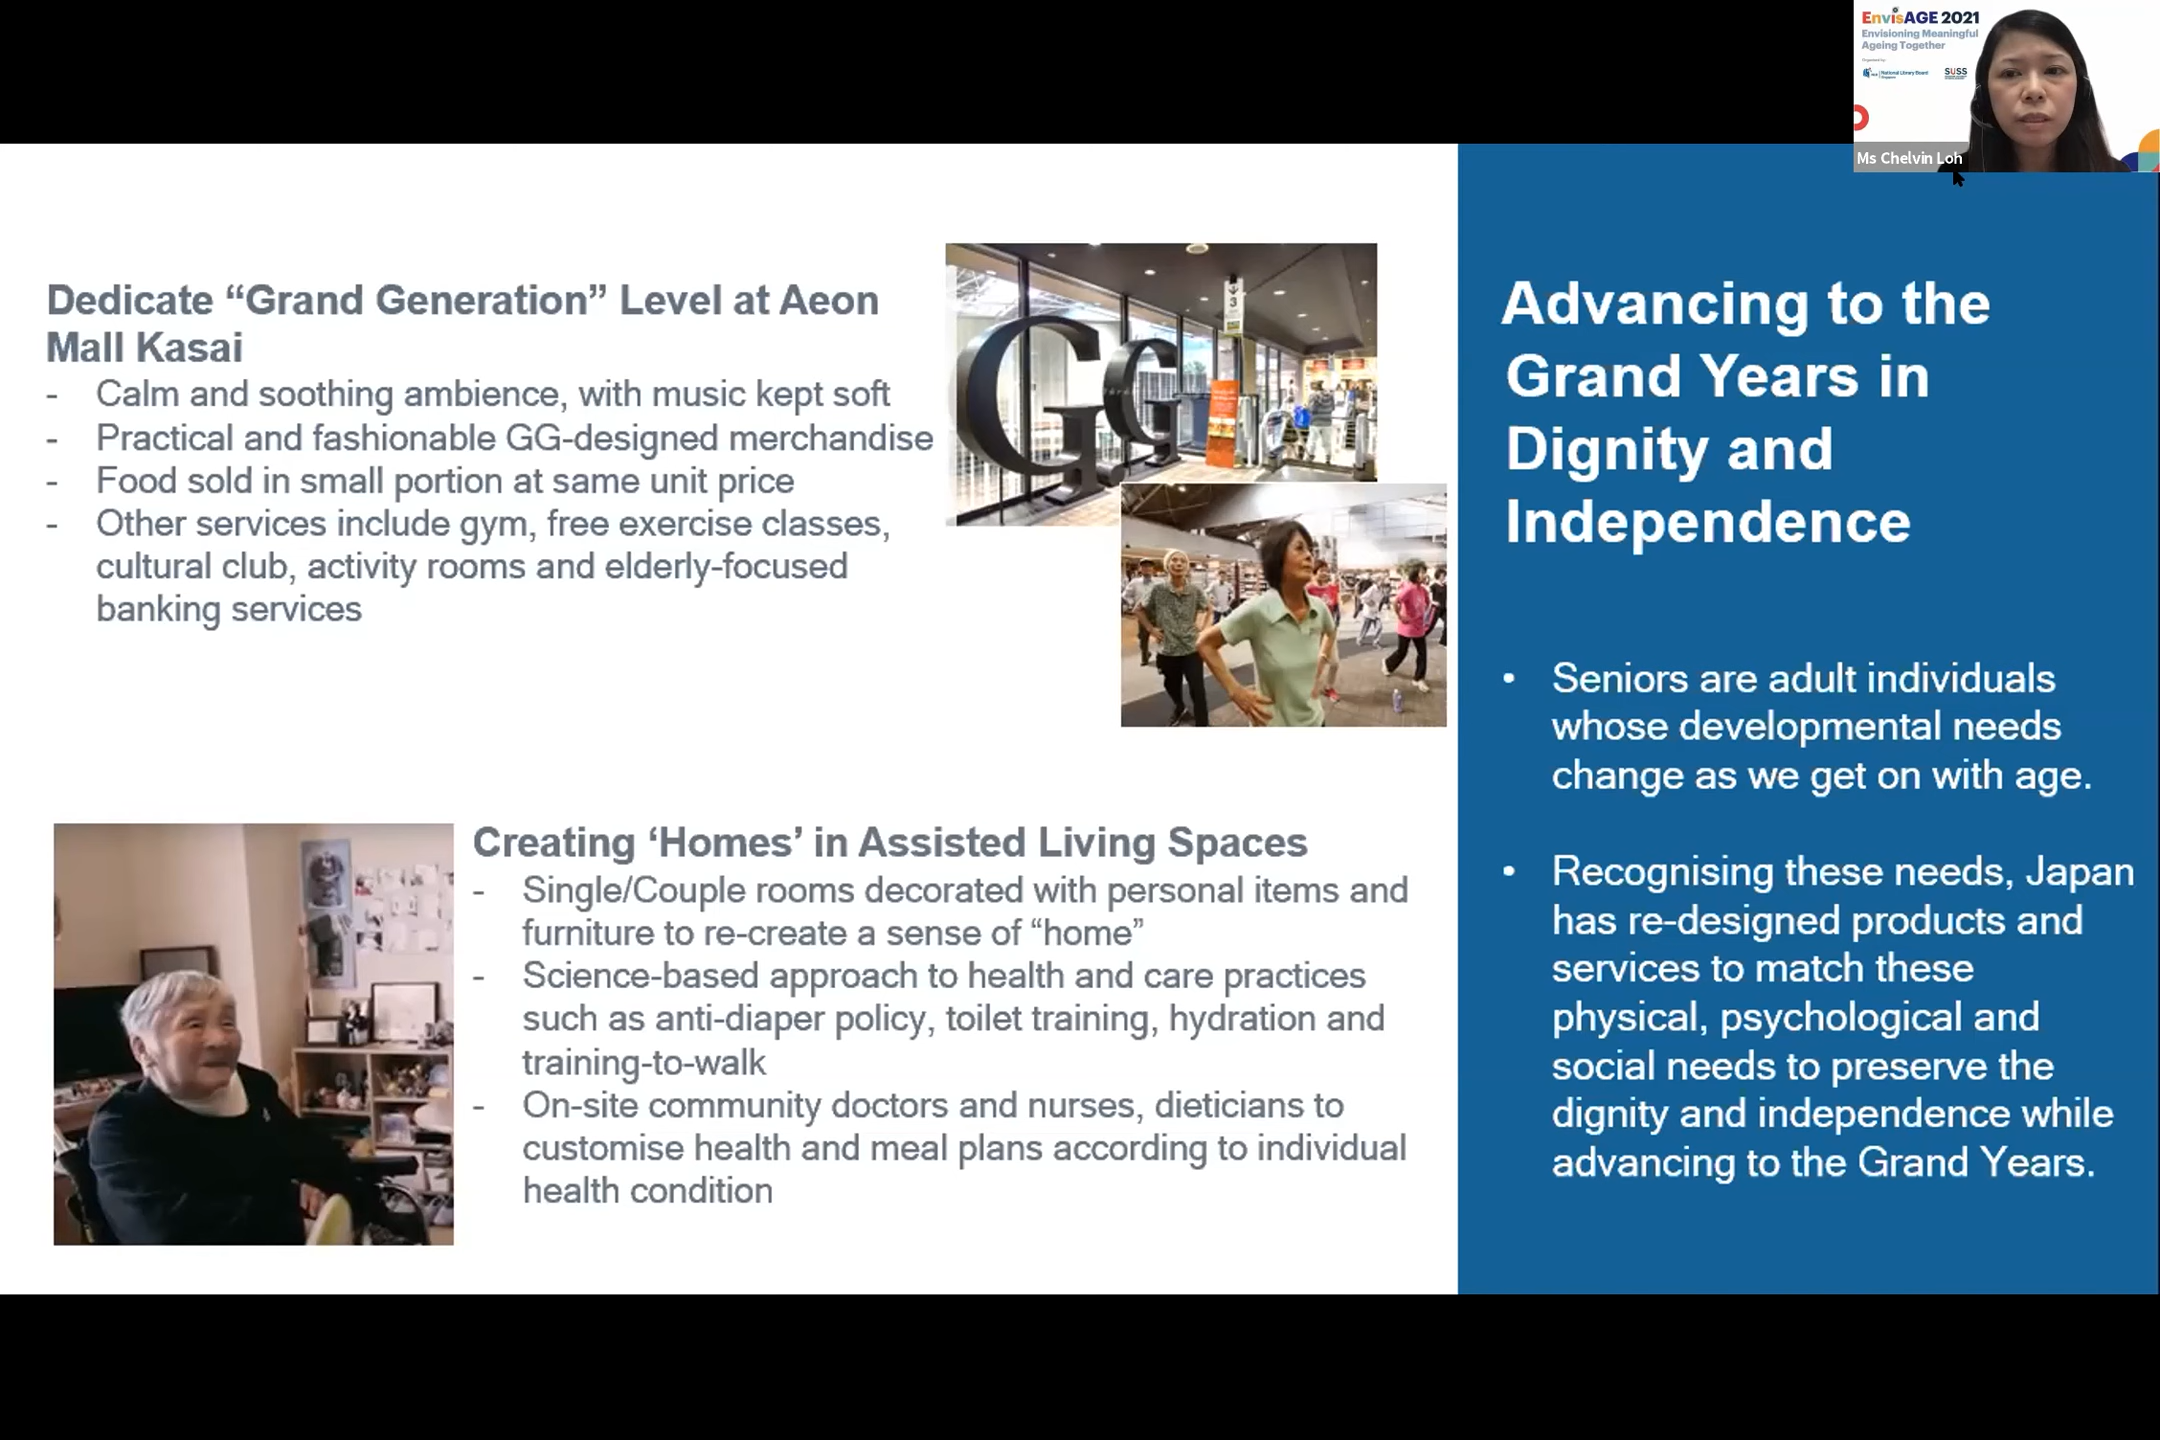 Dedicate “Grand Generation” Level at Aeon
Mall Kasai
- Calm and soothing ambience, with music kept soft
- Practical and fashionable GG-designed merchandise
- Food sold in small portion at same unit price
- Other services include gym, free exercise classes,
cultural club, activity rooms and elderly-focused
banking services
G.G
3
Creating ‘Homes’ in Assisted Living Spaces
- Single/Couple rooms decorated with personal items and
furniture to re-create a sense of “home”
- Science-based approach to health and care practices
such as anti-diaper policy, toilet training, hydration and
training-to-walk
- On-site community doctors and nurses, dieticians to
customise health and meal plans according to individual
health condition
Advancing to the
Grand Years in
Dignity and
Independence
• Seniors are adult individuals
whose developmental needs
change as we get on with age.
• Recognising these needs, Japan
has re-designed products and
services to match these
physical, psychological and
social needs to preserve the
dignity and independence while
advancing to the Grand Years.
EnvisAGE 2021
Envisioning Meaningful
Ageing Together
National Library Board
SUSS
Ms Chelvin Loh